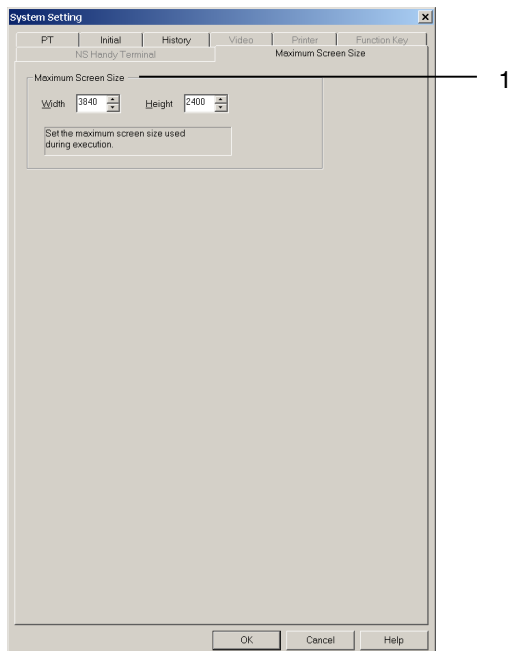 System Setting
PT Initial History Video Printer Function Key
NS Handy Terminal Maximum Screen Size
Maximum Screen Size 1
Width 3840 Height 2400
Set the maximum screen size used
during execution.
OK Cancel Help